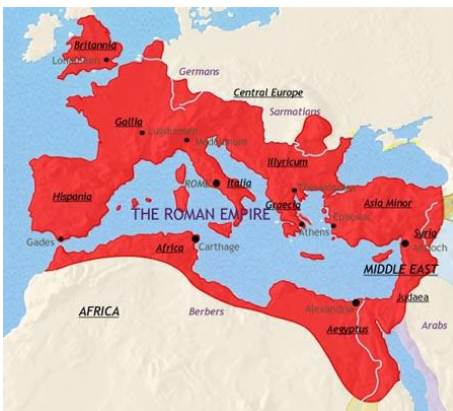 Britannia
Londinium
Germans
Central Europe
Sarmatians
Gallia
Lugdunum
Mediolanum
Illyricum
Hispania
ROME
Italia
Thessalonica
THE ROMAN EMPIRE
Graecia
Asia Minor
Ephesus
Athens
Syria
Gades
Africa
Carthage
Antioch
MIDDLE EAST
Judaea
AFRICA
Berbers
Alexandria
Aegyptus
Arabs